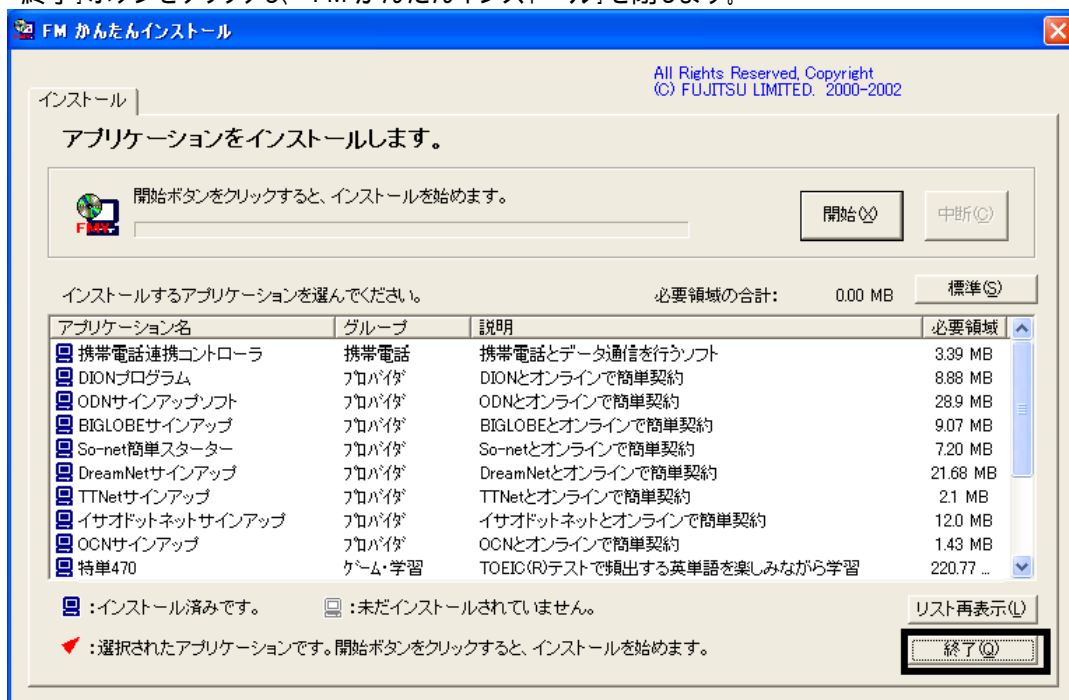 「終了」ボタンをクリックし、「FM かんたんインストール」を閉じます。
FM かんたんインストール
All Rights Reserved, Copyright
(C) FUJITSU LIMITED. 2000-2002
インストール
アプリケーションをインストールします。
開始ボタンをクリックすると、インストールを始めます。
FMV
開始(X)
中断(C)
インストールするアプリケーションを選んでください。
必要領域の合計: 0.00 MB
標準(S)
アプリケーション名 グループ 説明 必要領域
携帯電話連携コントローラ 携帯電話 携帯電話とデータ通信を行うソフト 3.39 MB
DIONプログラム プロバイダ DIONとオンラインで簡単契約 8.88 MB
ODNサインアップソフト プロバイダ ODNとオンラインで簡単契約 28.9 MB
BIGLOBEサインアップ プロバイダ BIGLOBEとオンラインで簡単契約 9.07 MB
So-net簡単スターター プロバイダ So-netとオンラインで簡単契約 7.20 MB
DreamNetサインアップ プロバイダ DreamNetとオンラインで簡単契約 21.68 MB
TTNetサインアップ プロバイダ TTNetとオンラインで簡単契約 2.1 MB
イサオドットネットサインアップ プロバイダ イサオドットネットとオンラインで簡単契約 12.0 MB
OCNサインアップ プロバイダ OCNとオンラインで簡単契約 1.43 MB
特単470 ゲーム・学習 TOEIC(R)テストで頻出する英単語を楽しみながら学習 220.77 ...
:インストール済みです。 :未だインストールされていません。
リスト再表示(L)
:選択されたアプリケーションです。開始ボタンをクリックすると、インストールを始めます。
終了(Q)